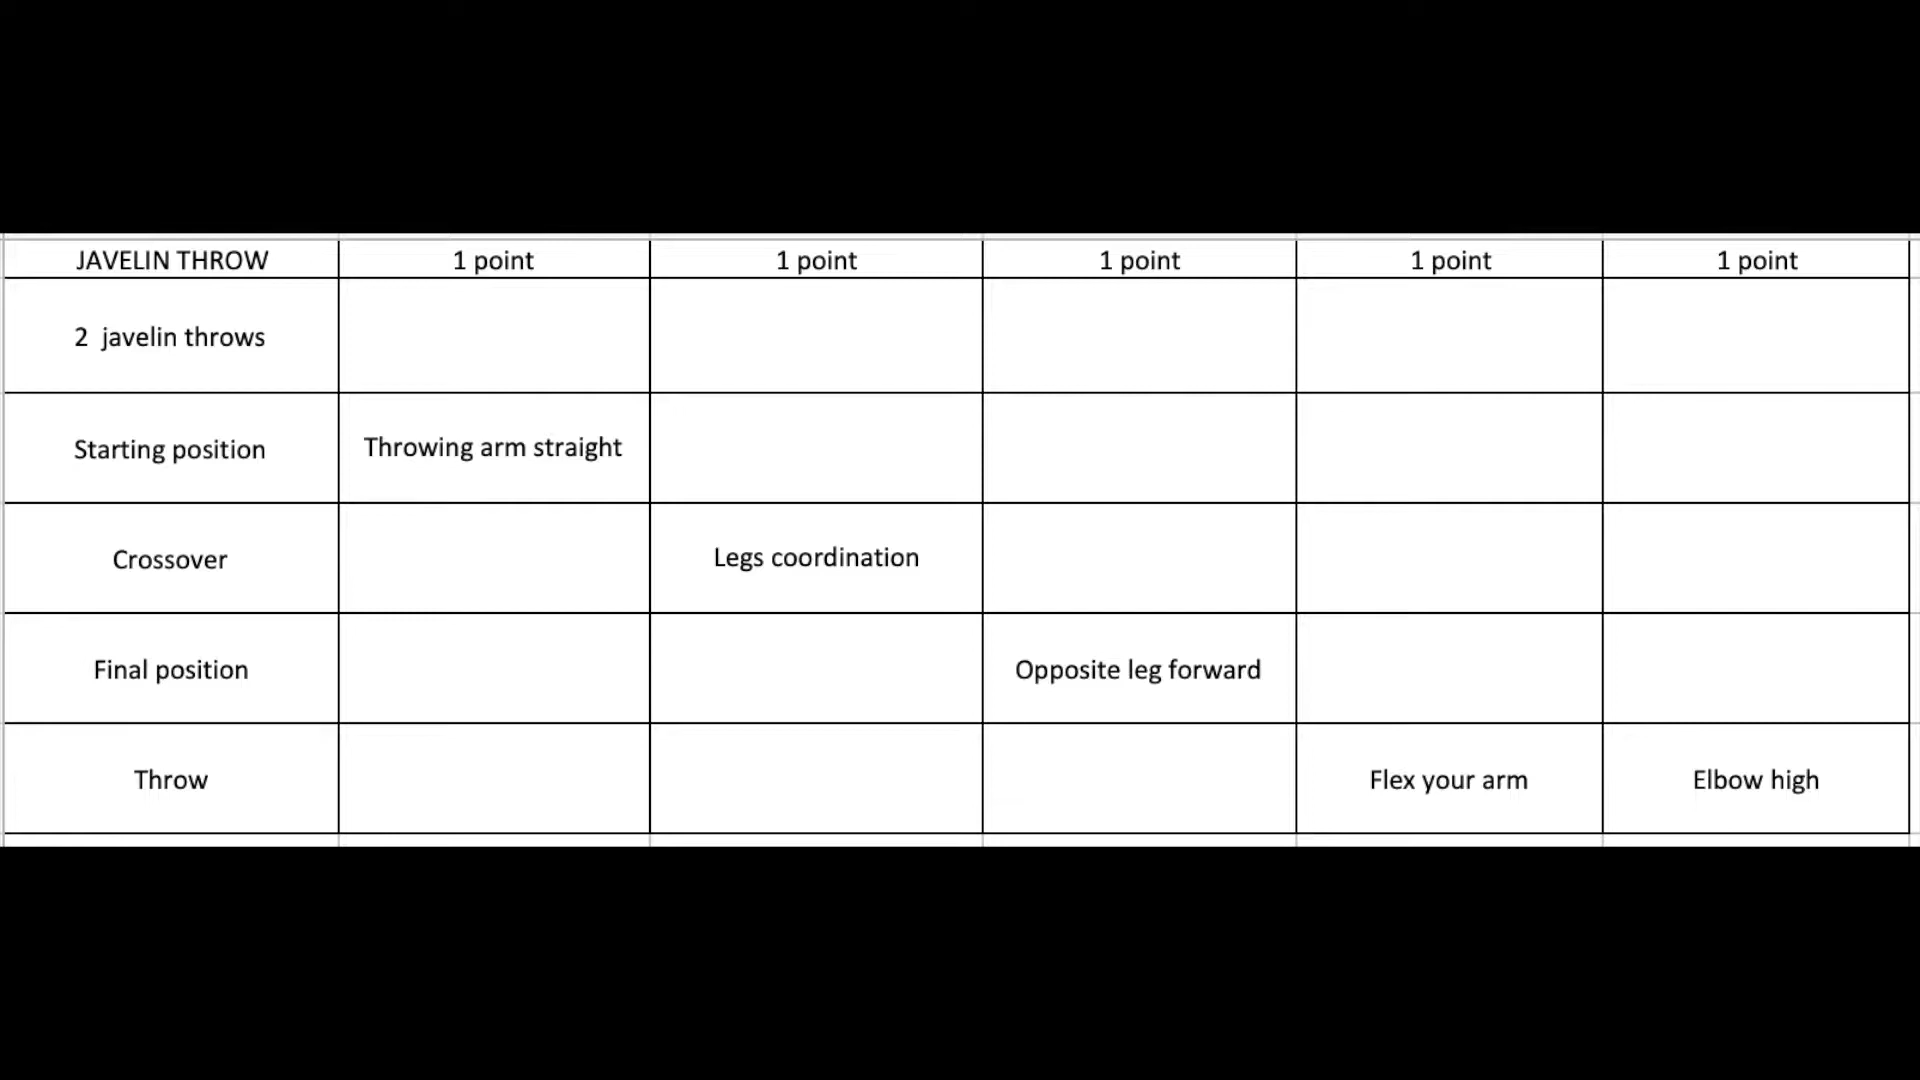 JAVELIN THROW 1 point 1 point 1 point 1 point 1 point
2 javelin throws
Starting position Throwing arm straight
Crossover Legs coordination
Final position Opposite leg forward
Throw Flex your arm Elbow high